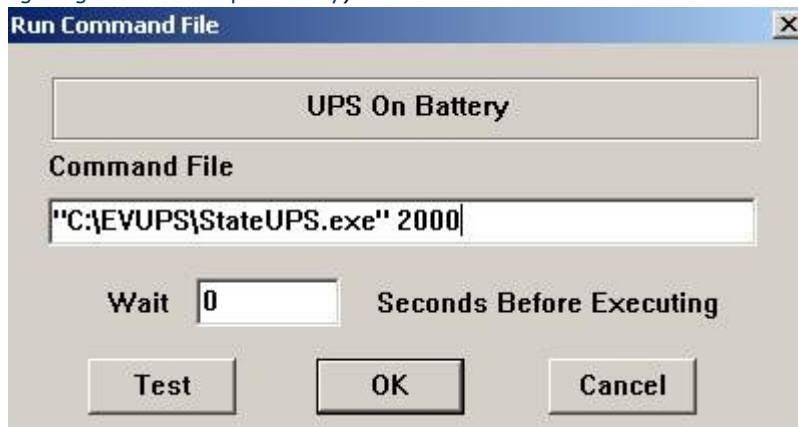 Run Command File
UPS On Battery
Command File
"C:\EVUPS\StateUPS.exe" 2000
Wait 0 Seconds Before Executing
Test OK Cancel